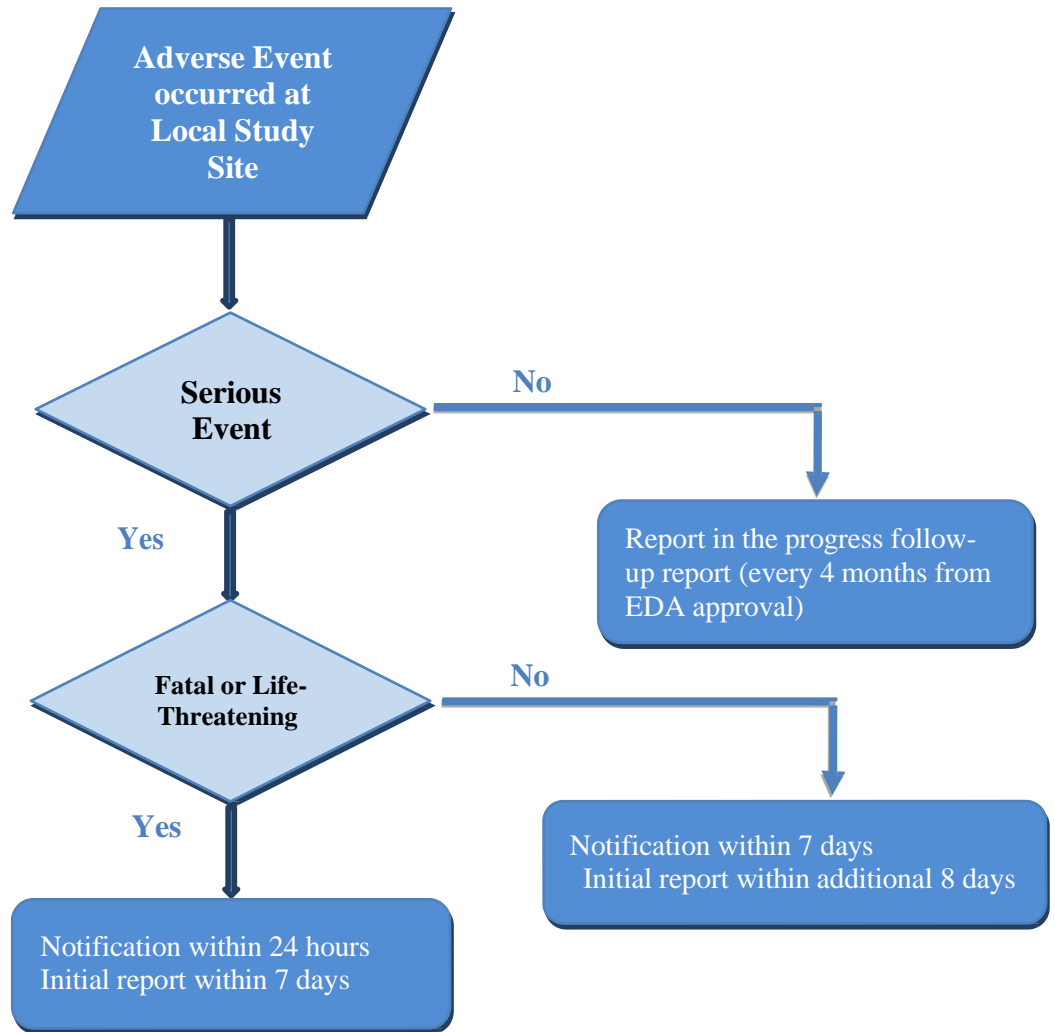 Adverse Event
occurred at
Local Study
Site
Serious
Event
No
Yes
Report in the progress follow-
up report (every 4 months from
EDA approval)
Fatal or Life-
Threatening
No
Yes
Notification within 7 days
Initial report within additional 8 days
Notification within 24 hours
Initial report within 7 days